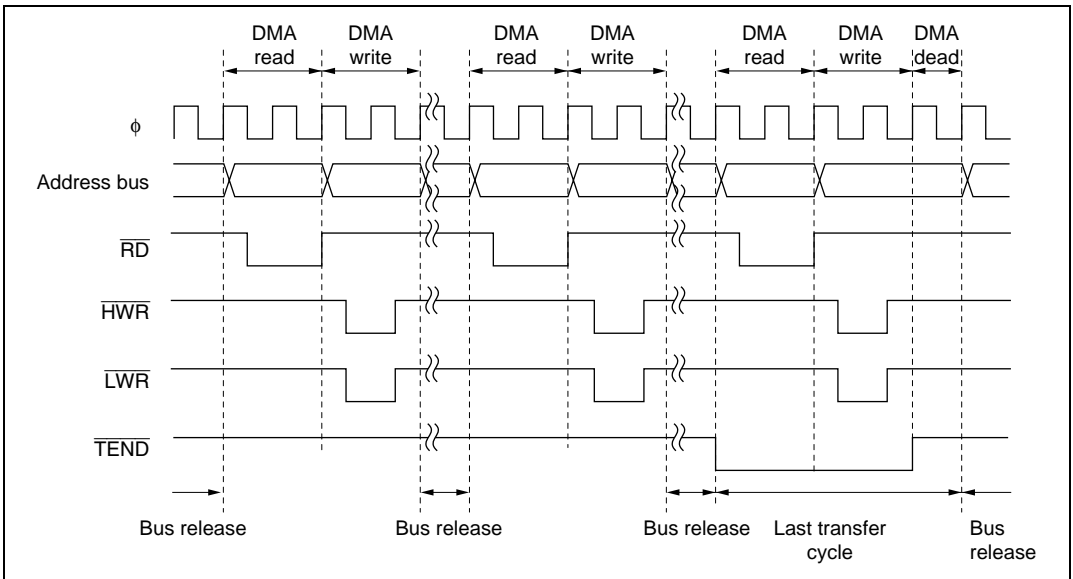 DMA read
DMA write
DMA read
DMA write
DMA read
DMA write
DMA dead
ϕ
Address bus
RD
HWR
LWR
TEND
Bus release
Bus release
Bus release
Last transfer cycle
Bus release